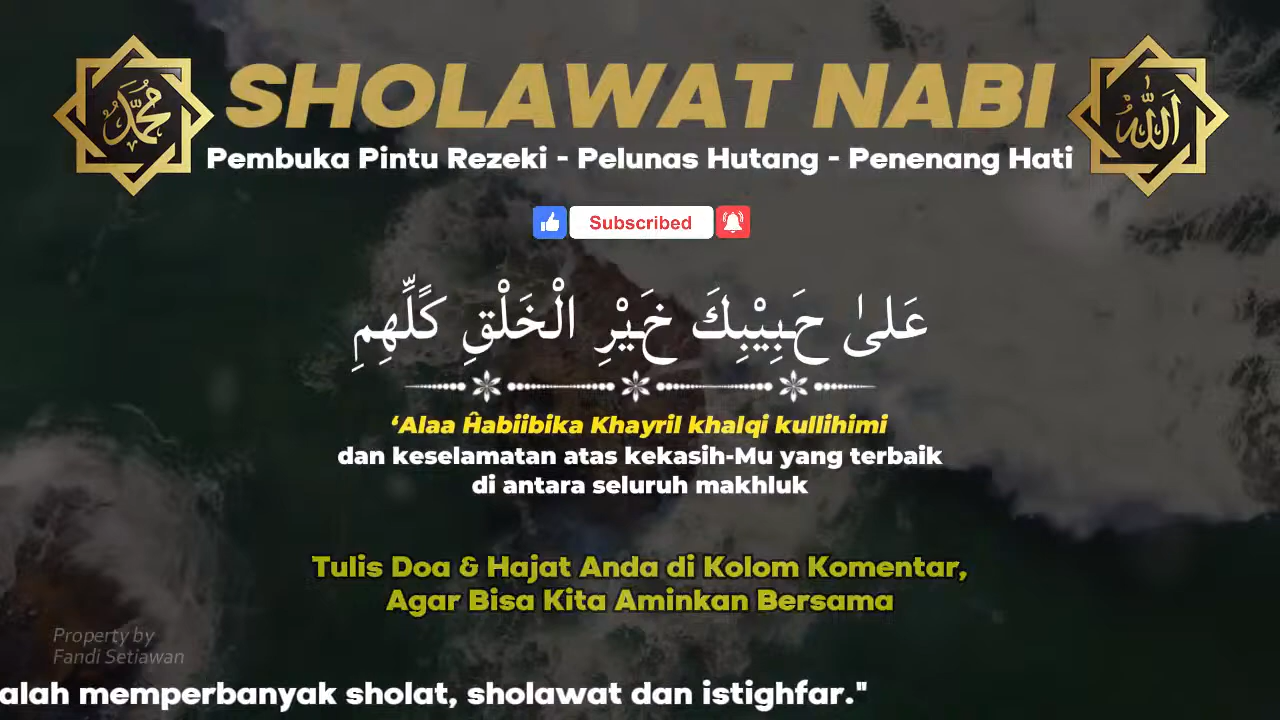 محمد
SHOLAWAT NABI
الله
Pembuka Pintu Rezeki - Pelunas Hutang - Penenang Hati
Subscribed
عَلىٰ حَبِيْبِكَ خَيْرِ الْخَلْقِ كًلِّهِمِ
‘Alaa Ĥabiibika Khayril khalqi kullihimi
dan keselamatan atas kekasih-Mu yang terbaik
di antara seluruh makhluk
Tulis Doa & Hajat Anda di Kolom Komentar,
Agar Bisa Kita Aminkan Bersama
Property by
Fandi Setiawan
alah memperbanyak sholat, sholawat dan istighfar."